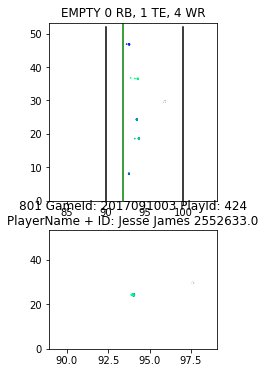 EMPTY 0 RB, 1 TE, 4 WR
50
40
30
20
10
0
85 90 95 100
801 GameId: 2017091003 PlayId: 424
PlayerName + ID: Jesse James 2552633.0
40
20
0
90.0 92.5 95.0 97.5